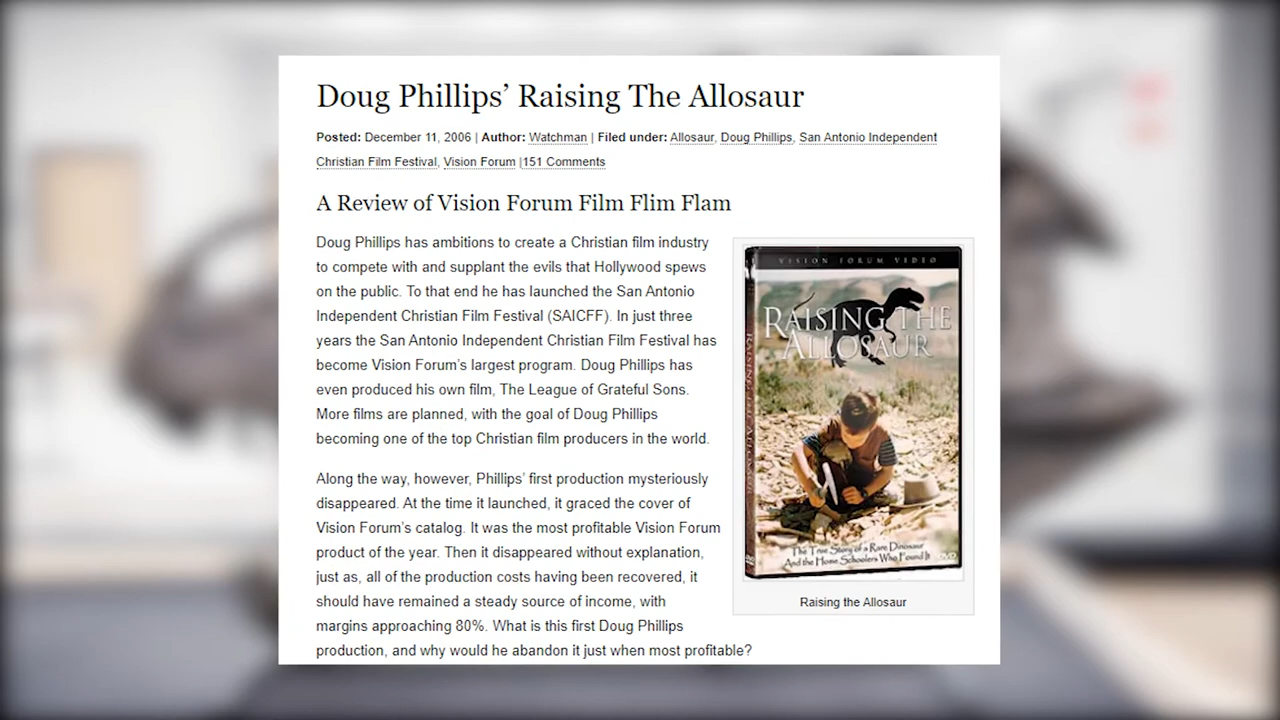 Doug Phillips’ Raising The Allosaur
Posted: December 11, 2006 | Author: Watchman | Filed under: Allosaur, Doug Phillips, San Antonio Independent
Christian Film Festival, Vision Forum |151 Comments
A Review of Vision Forum Film Flim Flam
Doug Phillips has ambitions to create a Christian film industry
to compete with and supplant the evils that Hollywood spews
on the public. To that end he has launched the San Antonio
Independent Christian Film Festival (SAICFF). In just three
years the San Antonio Independent Christian Film Festival has
become Vision Forum’s largest program. Doug Phillips has
even produced his own film, The League of Grateful Sons.
More films are planned, with the goal of Doug Phillips
becoming one of the top Christian film producers in the world.
Along the way, however, Phillips’ first production mysteriously
disappeared. At the time it launched, it graced the cover of
Vision Forum’s catalog. It was the most profitable Vision Forum
product of the year. Then it disappeared without explanation,
just as, all of the production costs having been recovered, it
should have remained a steady source of income, with
margins approaching 80%. What is this first Doug Phillips
production, and why would he abandon it just when most profitable?
VISION FORUM VIDEO
RAISING THE
ALLOSAUR
RAISING THE ALLOSAUR
The True Story of a Rare Dinosaur
And the Home Schoolers Who Found It
DVD
Raising the Allosaur